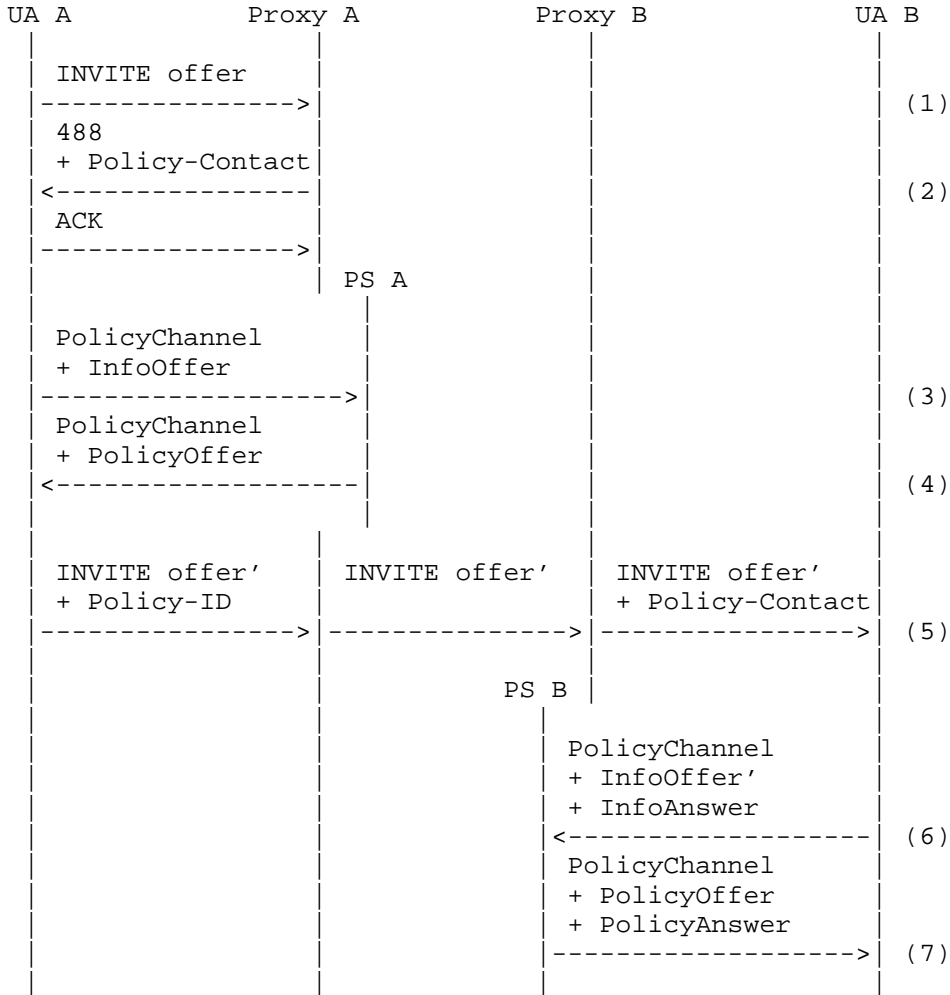 UA A Proxy A Proxy B UA B
INVITE offer
(1)
488
+ Policy-Contact
(2)
ACK
PS A
PolicyChannel
+ InfoOffer
(3)
PolicyChannel
+ PolicyOffer
(4)
INVITE offer’ INVITE offer’ INVITE offer’
+ Policy-ID + Policy-Contact
(5)
PS B
PolicyChannel
+ InfoOffer’
+ InfoAnswer
(6)
PolicyChannel
+ PolicyOffer
+ PolicyAnswer
(7)